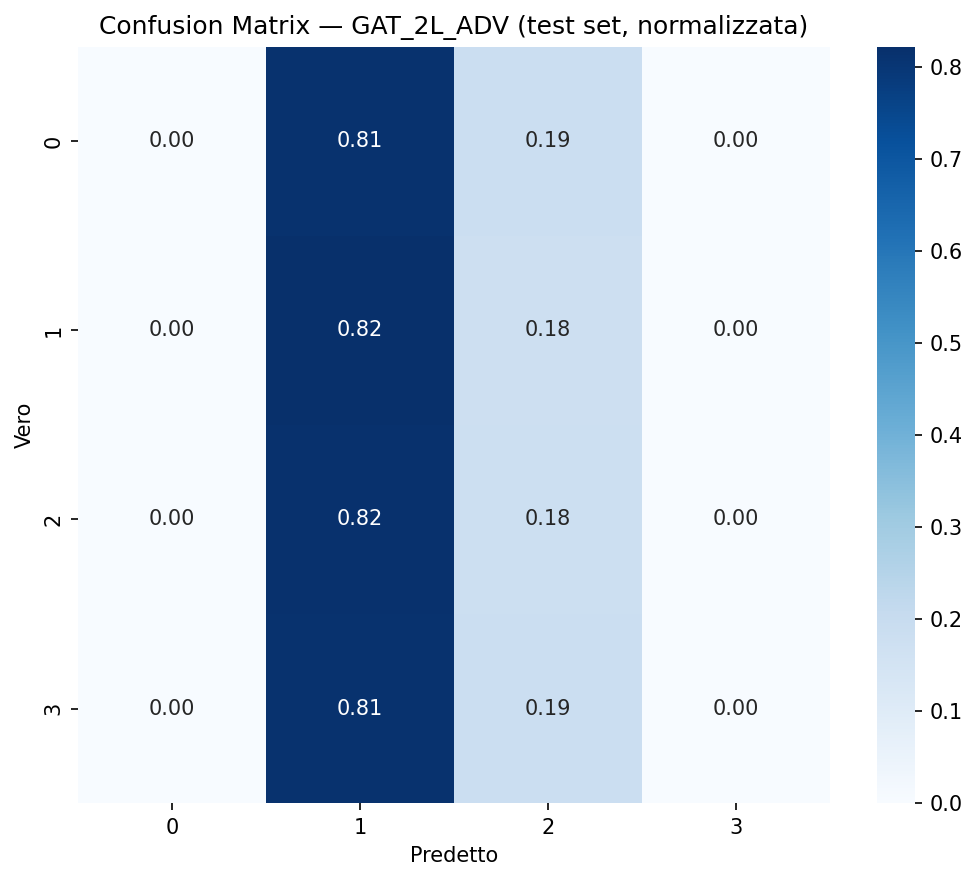 Confusion Matrix — GAT_2L_ADV (test set, normalizzata)
0 0.00 0.81 0.19 0.00
1 0.00 0.82 0.18 0.00
2 0.00 0.82 0.18 0.00
3 0.00 0.81 0.19 0.00
0 1 2 3
Predetto
Vero
0.8
0.7
0.6
0.5
0.4
0.3
0.2
0.1
0.0